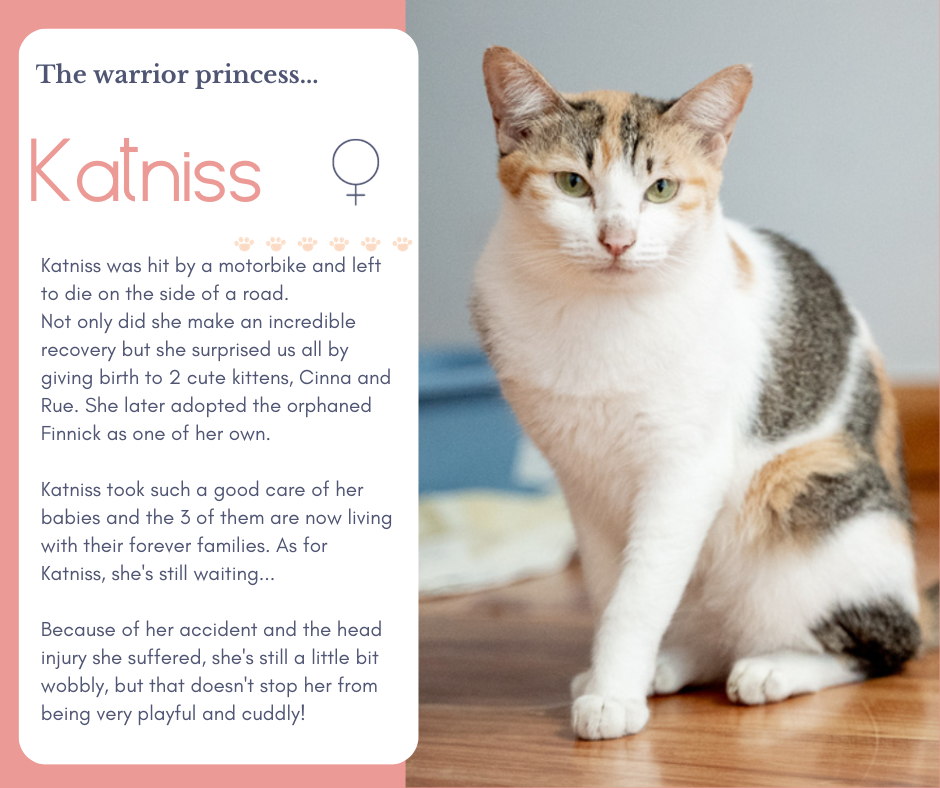 The warrior princess...
Katniss
Katniss was hit by a motorbike and left
to die on the side of a road.
Not only did she make an incredible
recovery but she surprised us all by
giving birth to 2 cute kittens, Cinna and
Rue. She later adopted the orphaned
Finnick as one of her own.
Katniss took such a good care of her
babies and the 3 of them are now living
with their forever families. As for
Katniss, she's still waiting...
Because of her accident and the head
injury she suffered, she's still a little bit
wobbly, but that doesn't stop her from
being very playful and cuddly!